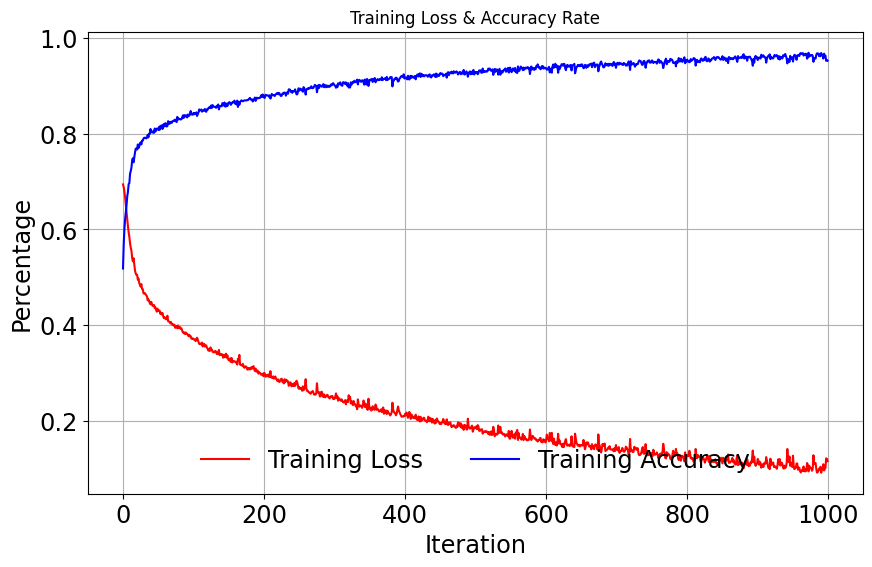 Training Loss & Accuracy Rate
1.0
0.8
0.6
0.4
0.2
Percentage
Training Loss
Training Accuracy
0
200
400
600
800
1000
Iteration